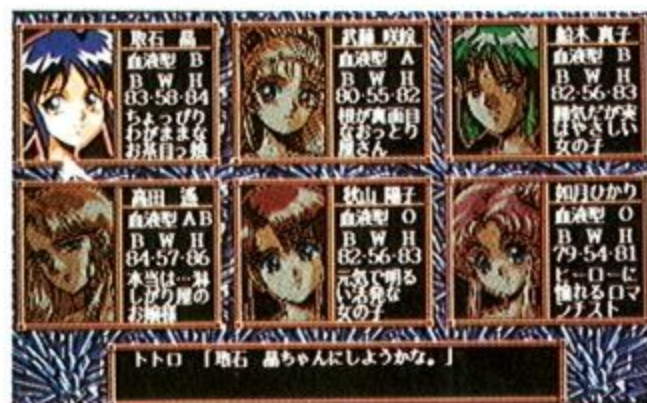 取石 晶
血液型 B
B W H
83・58・84
ちょっぴり
わがままな
お茶目っ娘
武藤 咲絵
血液型 A
B W H
80・55・82
根が真面目
なおっとり
屋さん
船木 真子
血液型 B
B W H
82・56・83
勝気だが実
はやさしい
女の子
高田 遥
血液型 AB
B W H
84・57・86
本当は…淋
しがり屋の
お嬢様
秋山 陽子
血液型 O
B W H
82・56・83
元気で明る
い活発な
女の子
如月ひかり
血液型 O
B W H
79・54・81
ヒーローに
憧れるロマ
ンチスト
トトロ 「取石 晶ちゃんにしようかな。」